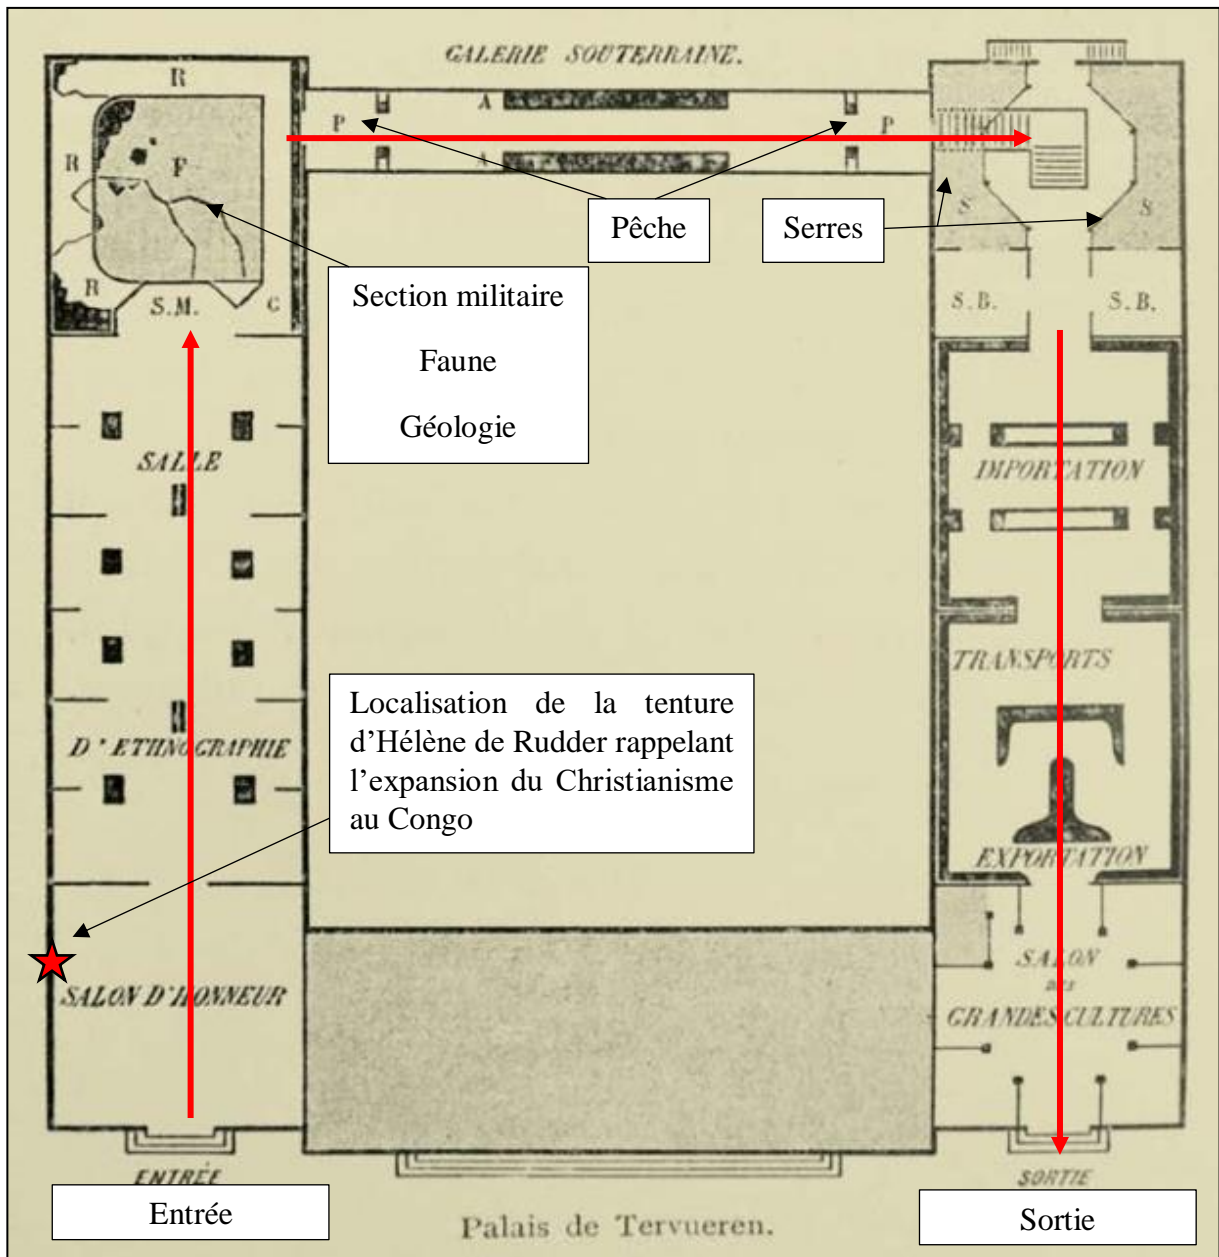 GALERIE SOUTERRAINE.
R
A
P
P
R
F
A
Pêche
Serres
S
S
R
S.M.
G
S.B.
S.B.
Section militaire
Faune
Géologie
SALLE
IMPORTATION
TRANSPORTS
Localisation de la tenture
d’Hélène de Rudder rappelant
l’expansion du Christianisme
au Congo
D'ETHNOGRAPHIE
EXPORTATION
SALON D'HONNEUR
SALON
DES
GRANDES CULTURES
ENTRÉE
SORTIE
Entrée
Sortie
Palais de Tervueren.